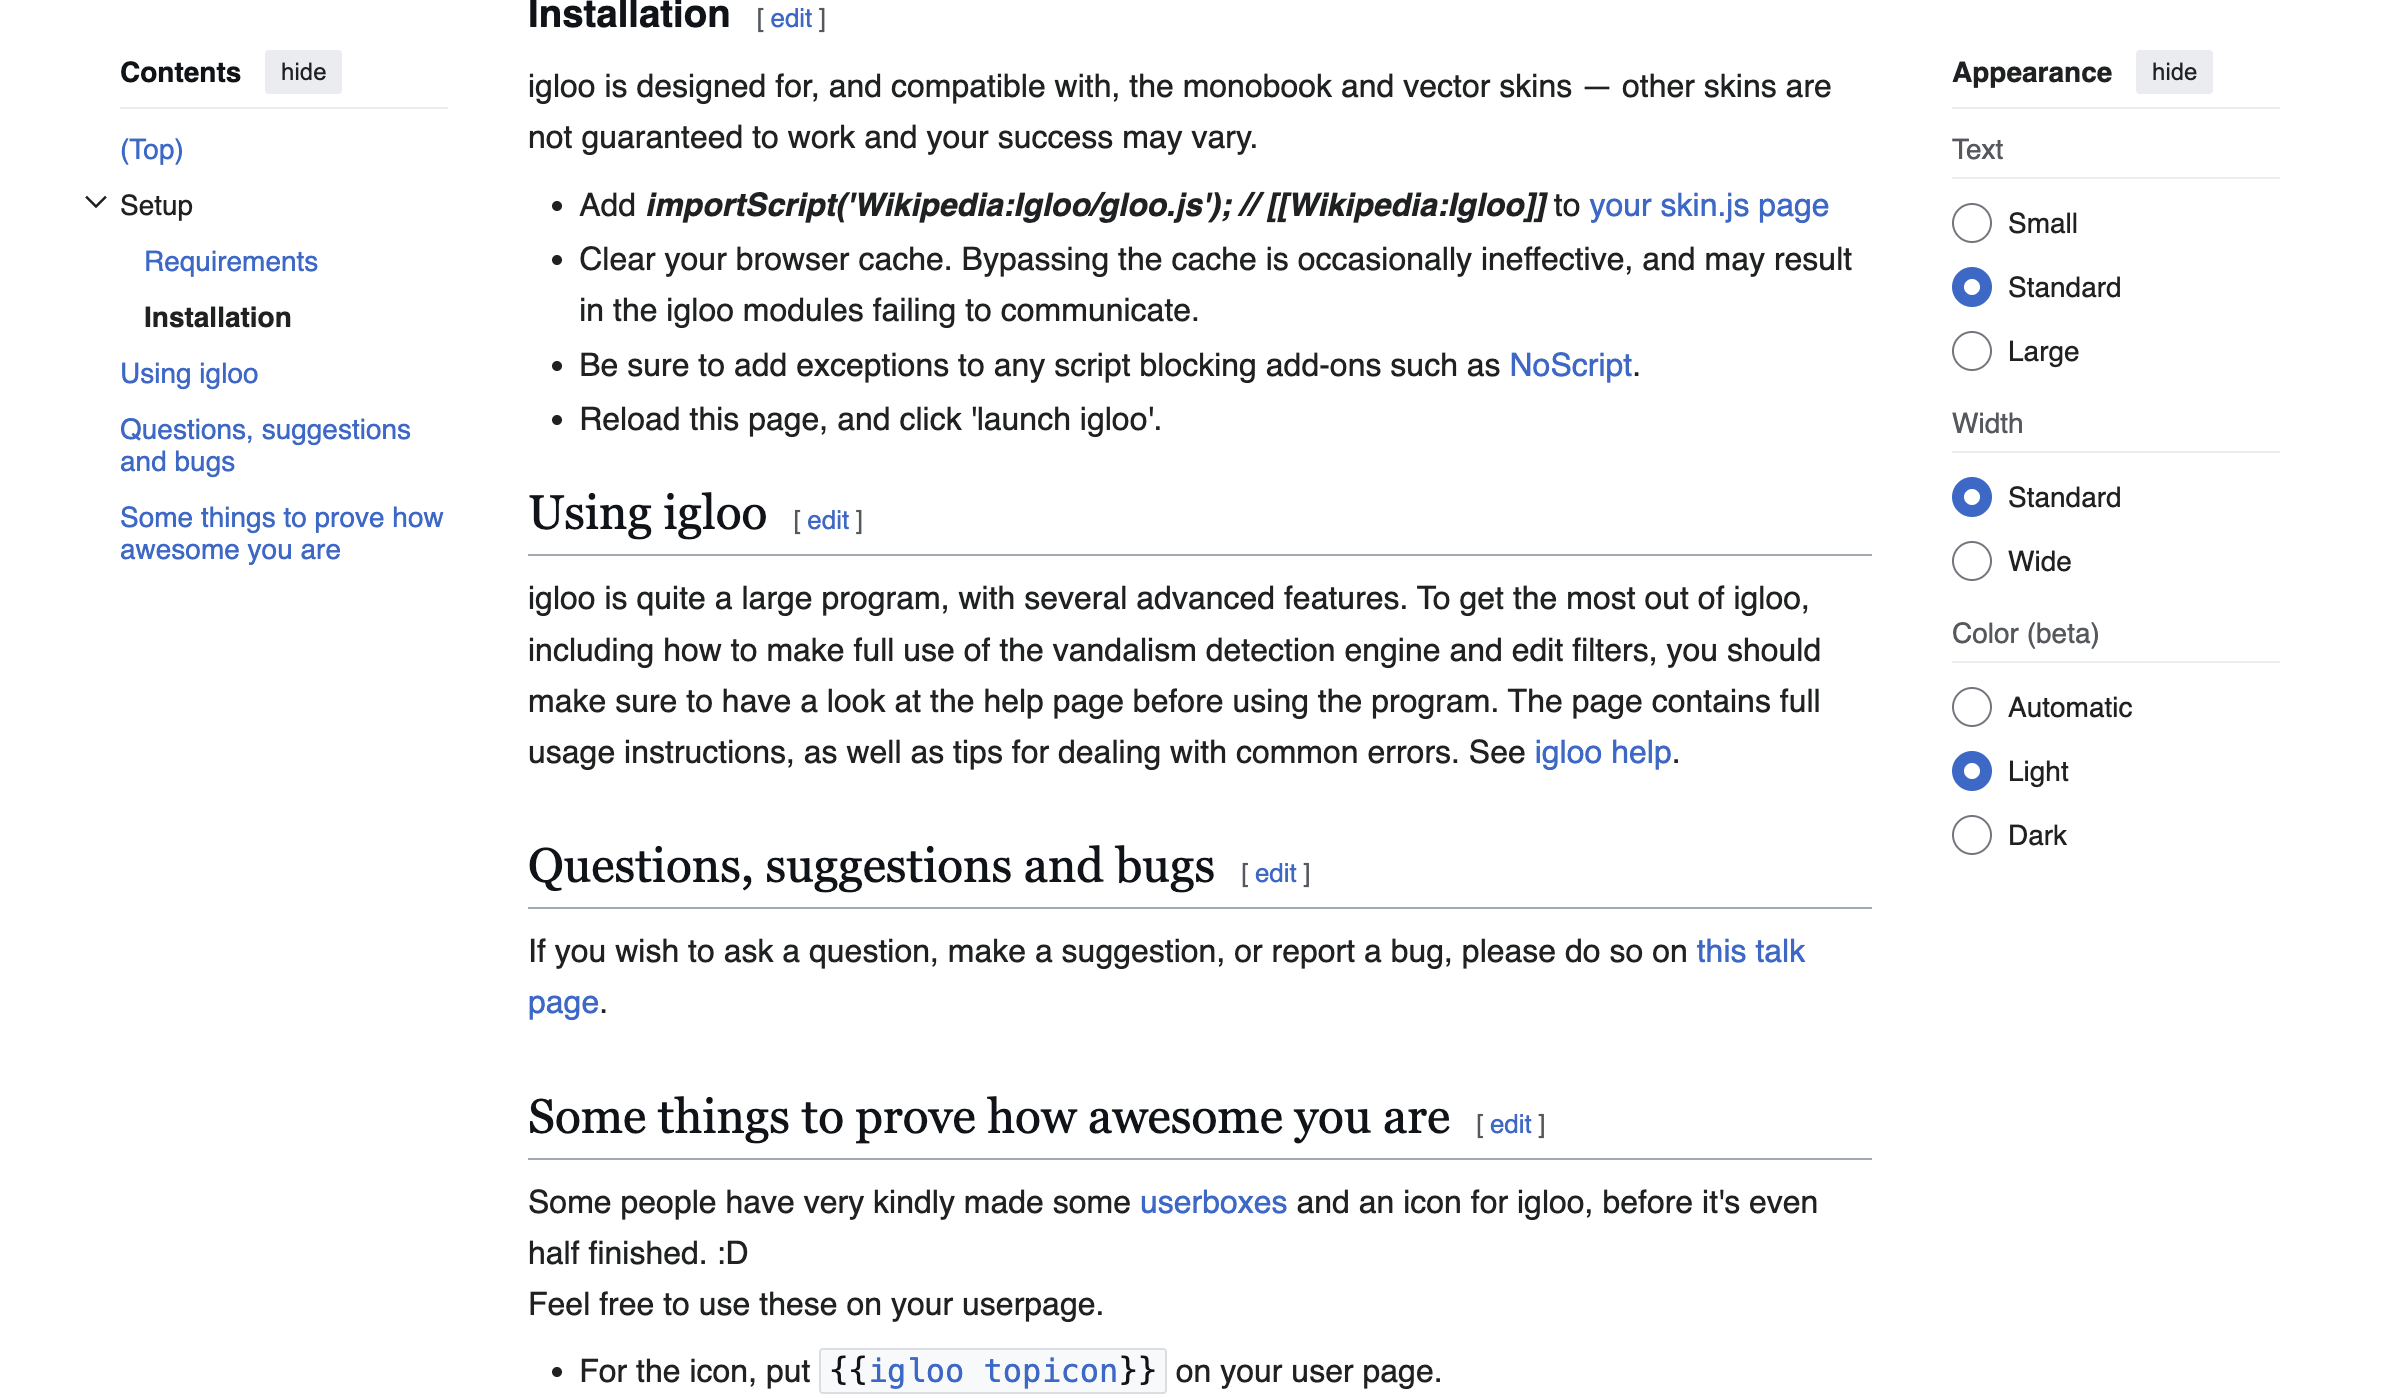 Contents hide
(Top)
Setup
Requirements
Installation
Using igloo
Questions, suggestions
and bugs
Some things to prove how
awesome you are
Installation [ edit ]
igloo is designed for, and compatible with, the monobook and vector skins — other skins are
not guaranteed to work and your success may vary.
• Add importScript('Wikipedia:Igloo/gloo.js'); // [[Wikipedia:Igloo]] to your skin.js page
• Clear your browser cache. Bypassing the cache is occasionally ineffective, and may result
in the igloo modules failing to communicate.
• Be sure to add exceptions to any script blocking add-ons such as NoScript.
• Reload this page, and click 'launch igloo'.
Using igloo [ edit ]
igloo is quite a large program, with several advanced features. To get the most out of igloo,
including how to make full use of the vandalism detection engine and edit filters, you should
make sure to have a look at the help page before using the program. The page contains full
usage instructions, as well as tips for dealing with common errors. See igloo help.
Questions, suggestions and bugs [ edit ]
If you wish to ask a question, make a suggestion, or report a bug, please do so on this talk
page.
Some things to prove how awesome you are [ edit ]
Some people have very kindly made some userboxes and an icon for igloo, before it's even
half finished. :D
Feel free to use these on your userpage.
• For the icon, put {{igloo topicon}} on your user page.
Appearance hide
Text
Small
Standard
Large
Width
Standard
Wide
Color (beta)
Automatic
Light
Dark